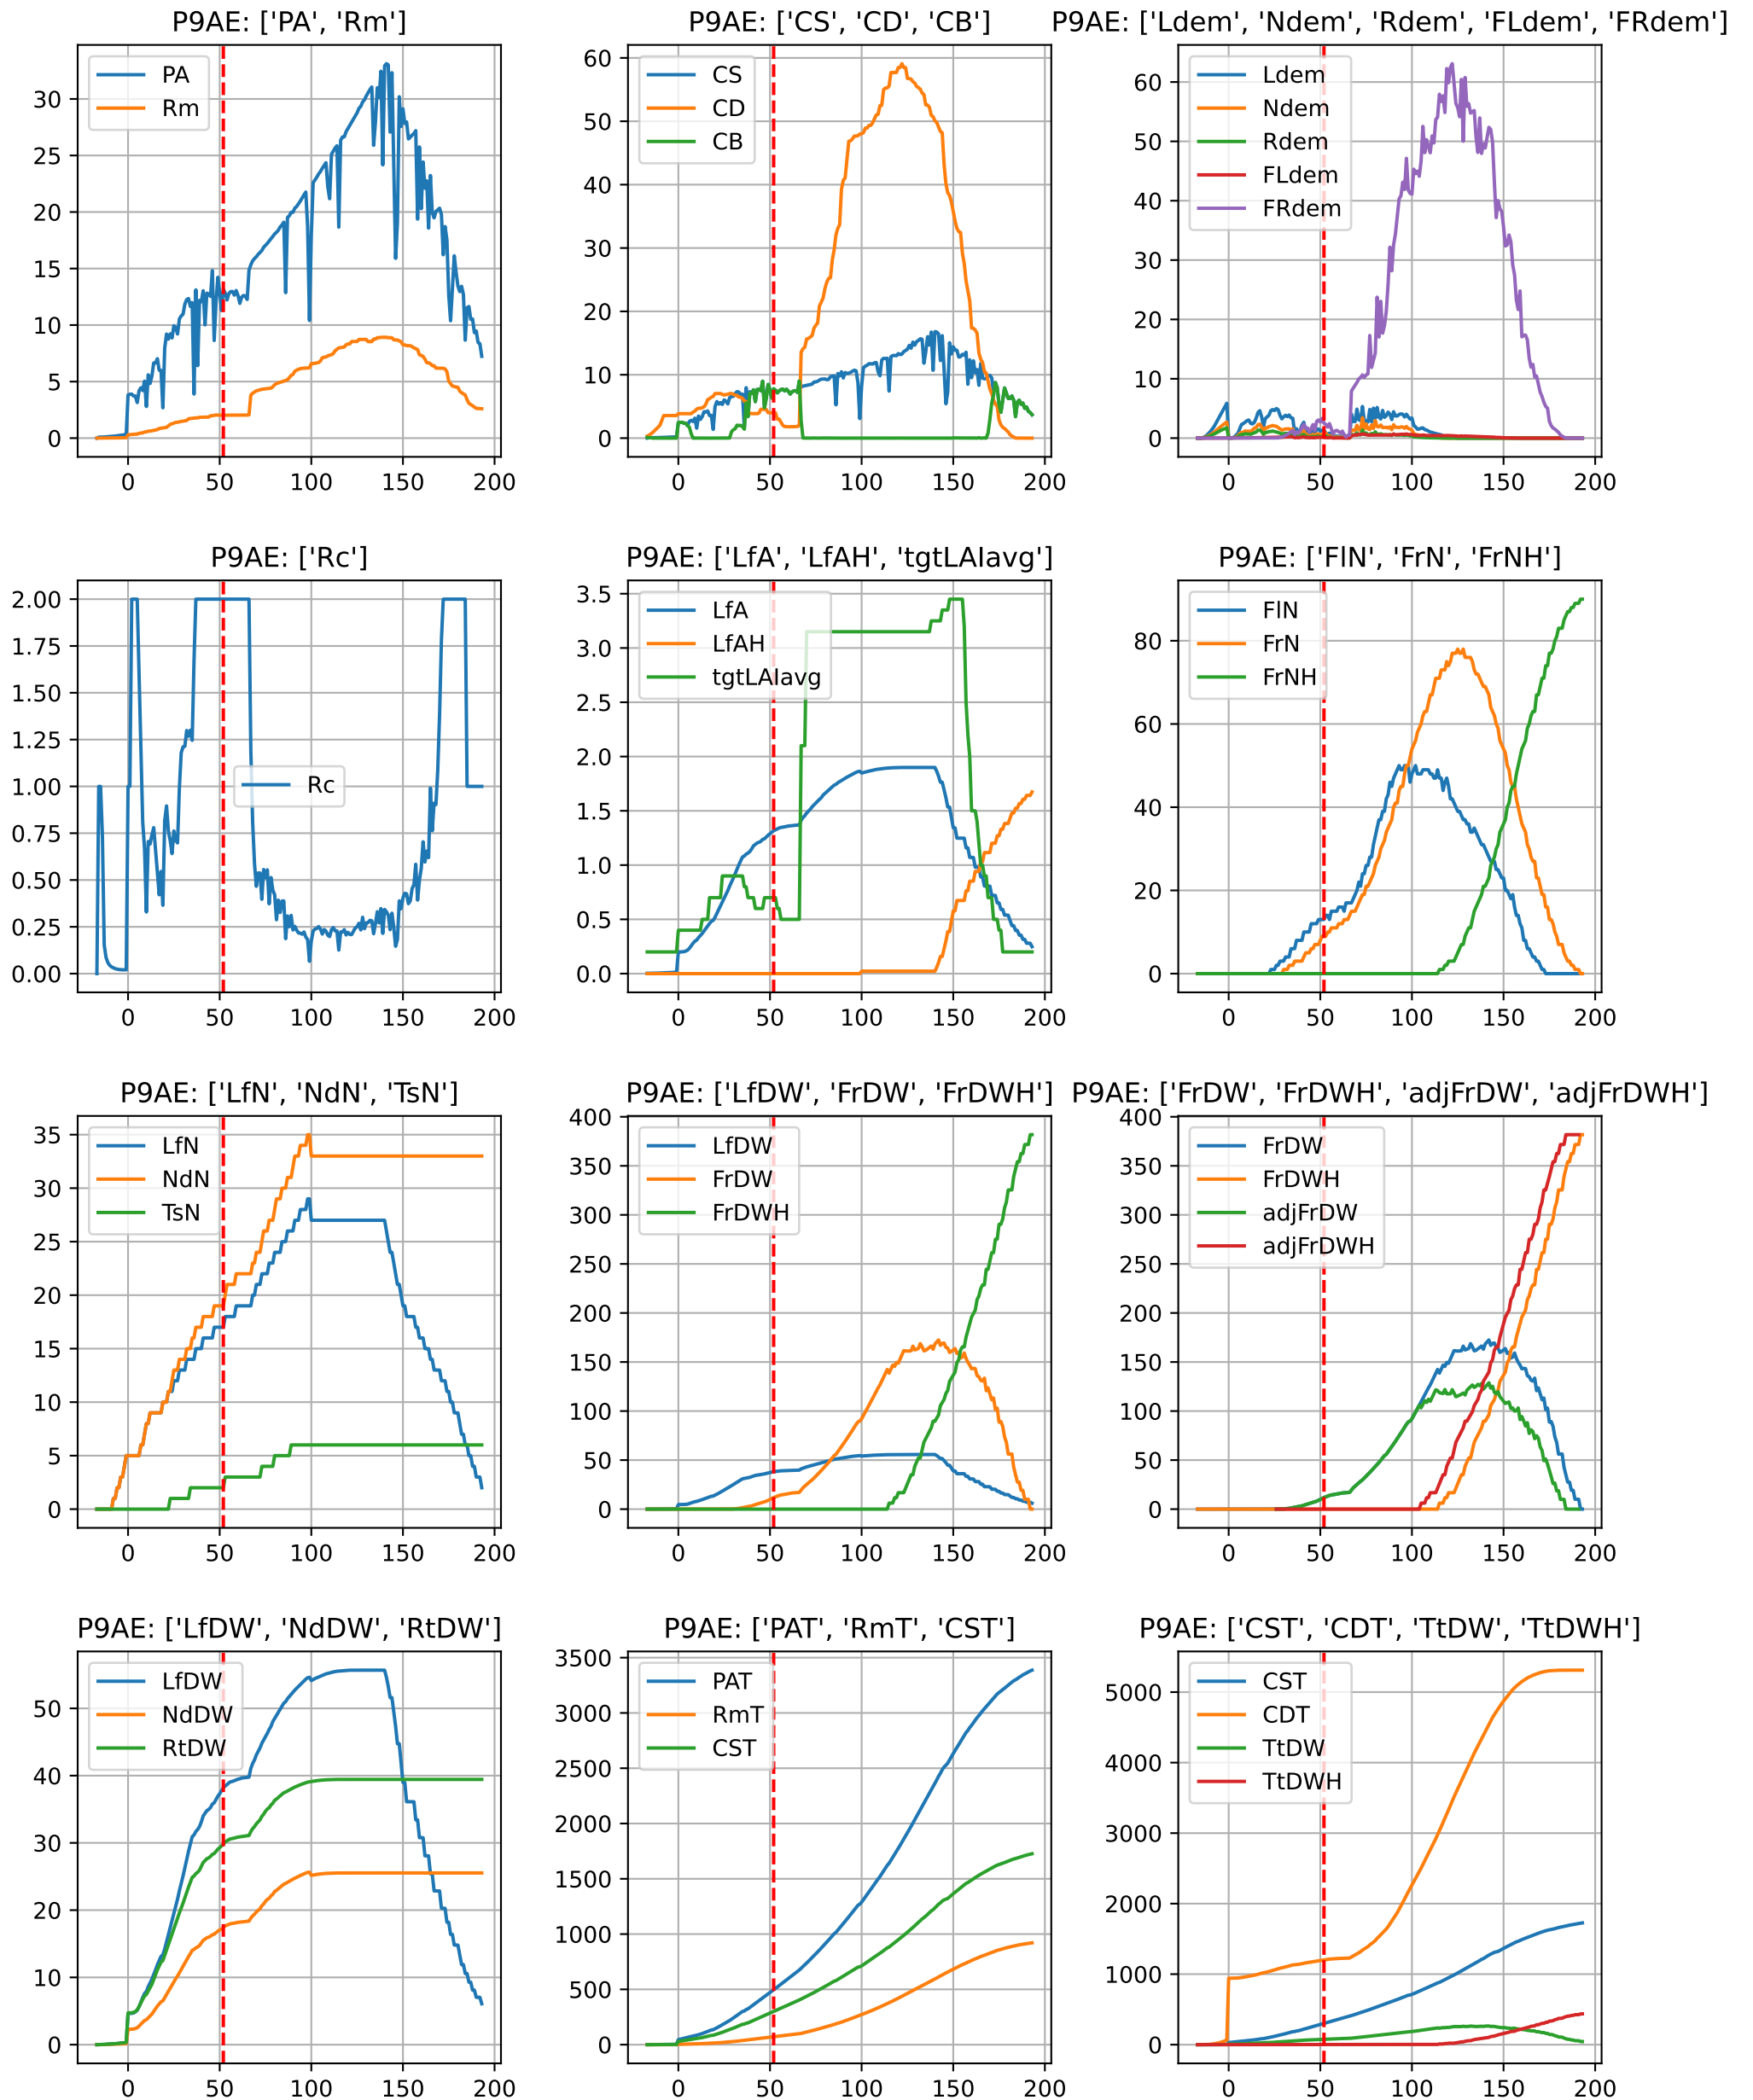 P9AE: ['PA', 'Rm']
PA
Rm
30
25
20
15
10
5
0
0 50 100 150 200
P9AE: ['CS', 'CD', 'CB']
CS
CD
CB
60
50
40
30
20
10
0
0 50 100 150 200
P9AE: ['Ldem', 'Ndem', 'Rdem', 'FLdem', 'FRdem']
Ldem
Ndem
Rdem
FLdem
FRdem
60
50
40
30
20
10
0
0 50 100 150 200
P9AE: ['Rc']
Rc
2.00
1.75
1.50
1.25
1.00
0.75
0.50
0.25
0.00
0 50 100 150 200
P9AE: ['LfA', 'LfAH', 'tgtLAIavg']
LfA
LfAH
tgtLAIavg
3.5
3.0
2.5
2.0
1.5
1.0
0.5
0.0
0 50 100 150 200
P9AE: ['FlN', 'FrN', 'FrNH']
FlN
FrN
FrNH
80
60
40
20
0
0 50 100 150 200
P9AE: ['LfN', 'NdN', 'TsN']
LfN
NdN
TsN
35
30
25
20
15
10
5
0
0 50 100 150 200
P9AE: ['LfDW', 'FrDW', 'FrDWH']
LfDW
FrDW
FrDWH
400
350
300
250
200
150
100
50
0
0 50 100 150 200
P9AE: ['FrDW', 'FrDWH', 'adjFrDW', 'adjFrDWH']
FrDW
FrDWH
adjFrDW
adjFrDWH
400
350
300
250
200
150
100
50
0
0 50 100 150 200
P9AE: ['LfDW', 'NdDW', 'RtDW']
LfDW
NdDW
RtDW
50
40
30
20
10
0
0 50 100 150 200
P9AE: ['PAT', 'RmT', 'CST']
PAT
RmT
CST
3500
3000
2500
2000
1500
1000
500
0
0 50 100 150 200
P9AE: ['CST', 'CDT', 'TtDW', 'TtDWH']
CST
CDT
TtDW
TtDWH
5000
4000
3000
2000
1000
0
0 50 100 150 200